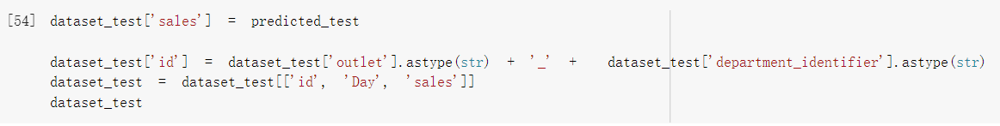 [54] dataset_test['sales'] = predicted_test
dataset_test['id'] = dataset_test['outlet'].astype(str) + '_' + dataset_test['department_identifier'].astype(str)
dataset_test = dataset_test[['id', 'Day', 'sales']]
dataset_test